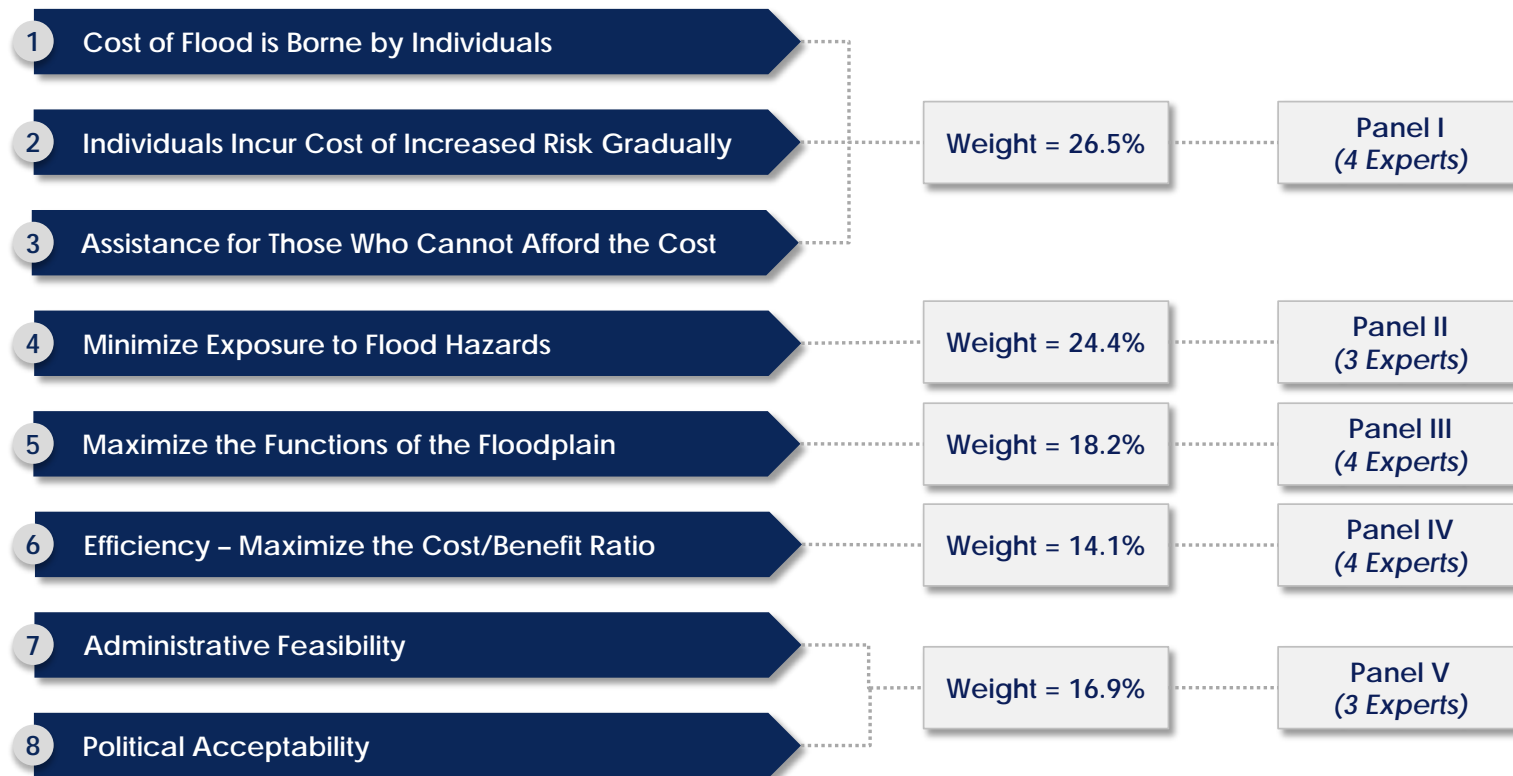 1 Cost of Flood is Borne by Individuals
2 Individuals Incur Cost of Increased Risk Gradually
Weight = 26.5%
Panel I
(4 Experts)
3 Assistance for Those Who Cannot Afford the Cost
4 Minimize Exposure to Flood Hazards
Weight = 24.4%
Panel II
(3 Experts)
5 Maximize the Functions of the Floodplain
Weight = 18.2%
Panel III
(4 Experts)
6 Efficiency – Maximize the Cost/Benefit Ratio
Weight = 14.1%
Panel IV
(4 Experts)
7 Administrative Feasibility
Weight = 16.9%
Panel V
(3 Experts)
8 Political Acceptability